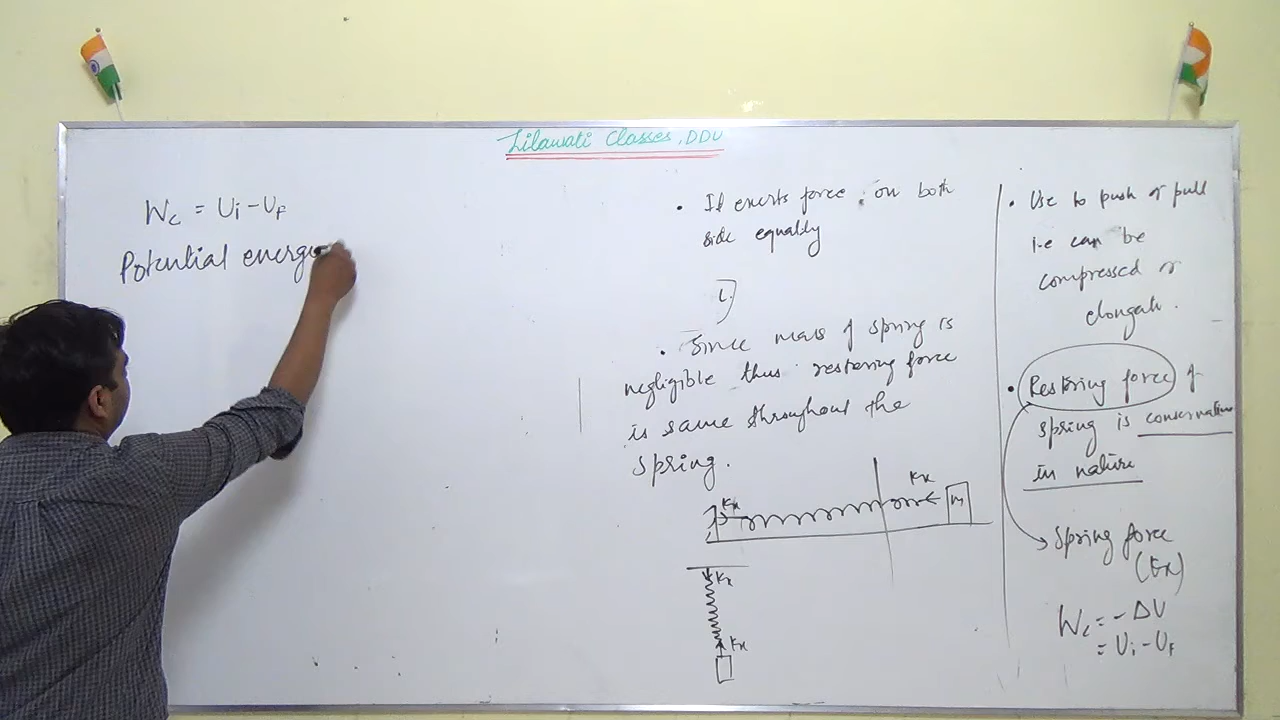 Lilawati Classes, DDU
Wc = Ui - UF
Potential energy
• It exerts force on both
side equally
• Since mass of spring is
negligible thus restoring force
is same throughout the
spring.
Kx
Kx
m
Kx
Kx
• Use to push or pull
i.e can be
compressed or
elongate.
• Restoring force of
spring is conservative
in nature
Spring force
(Kx)
Wc = - ΔU
= Ui - UF